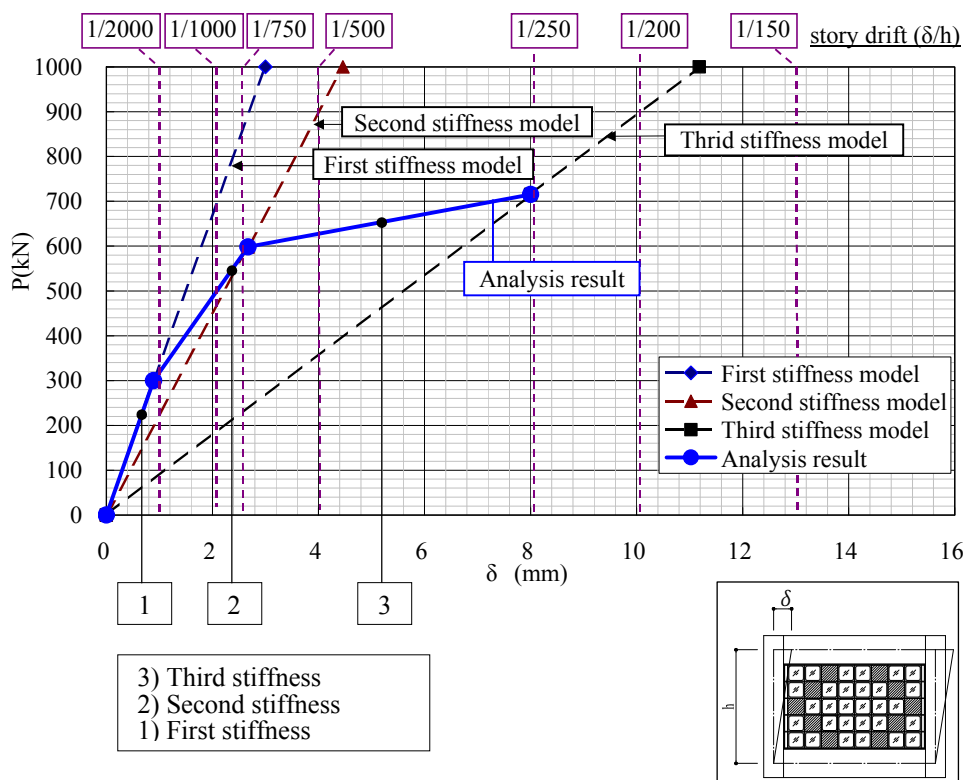 1/2000 1/1000 1/750 1/500 1/250 1/200 1/150 story drift (δ/h)
1000
900
800
700
600
500
400
300
200
100
0
P(kN)
Second stiffness model
First stiffness model
Thrid stiffness model
Analysis result
First stiffness model
Second stiffness model
Third stiffness model
Analysis result
0 2 4 6 8 10 12 14 16
δ (mm)
1 2 3
3) Third stiffness
2) Second stiffness
1) First stiffness
δ
h